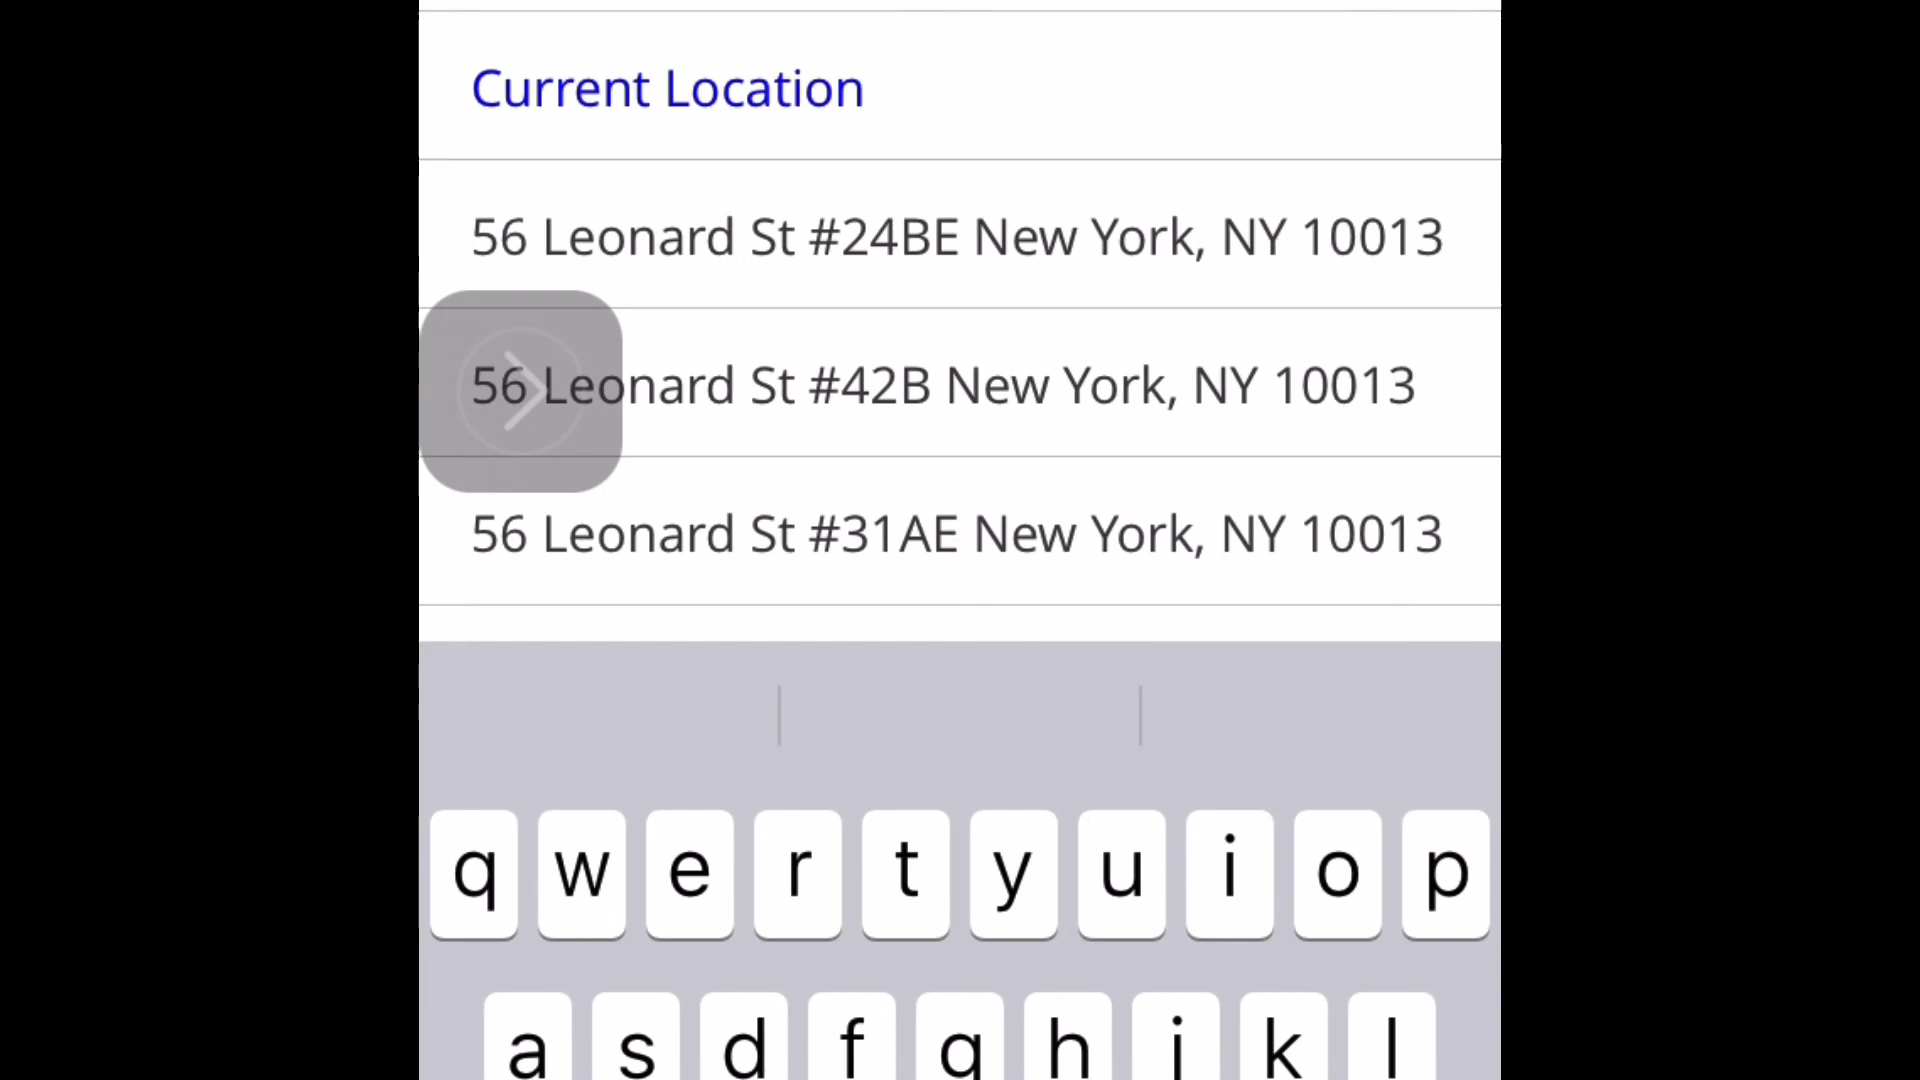 Current Location
56 Leonard St #24BE New York, NY 10013
56 Leonard St #42B New York, NY 10013
56 Leonard St #31AE New York, NY 10013
q w e r t y u i o p
a s d f g h j k l